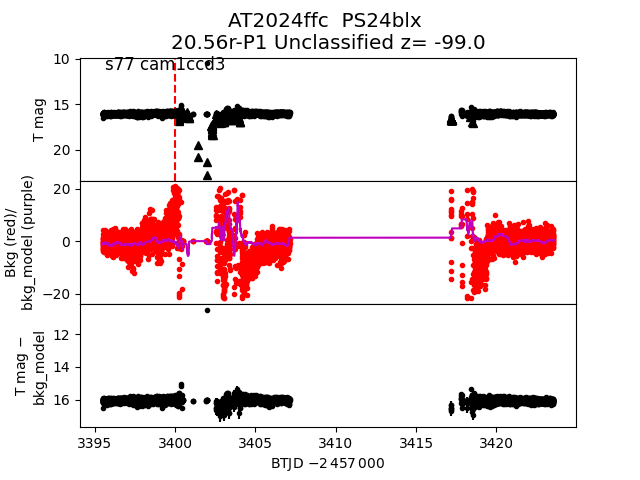 AT2024ffc  PS24blx
20.56r-P1 Unclassified z= -99.0
s77 cam1ccd3
T mag
10
15
20
Bkg (red)/
bkg_model (purple)
20
0
−20
T mag −
bkg_model
12
14
16
3395
3400
3405
3410
3415
3420
BTJD −2 457 000